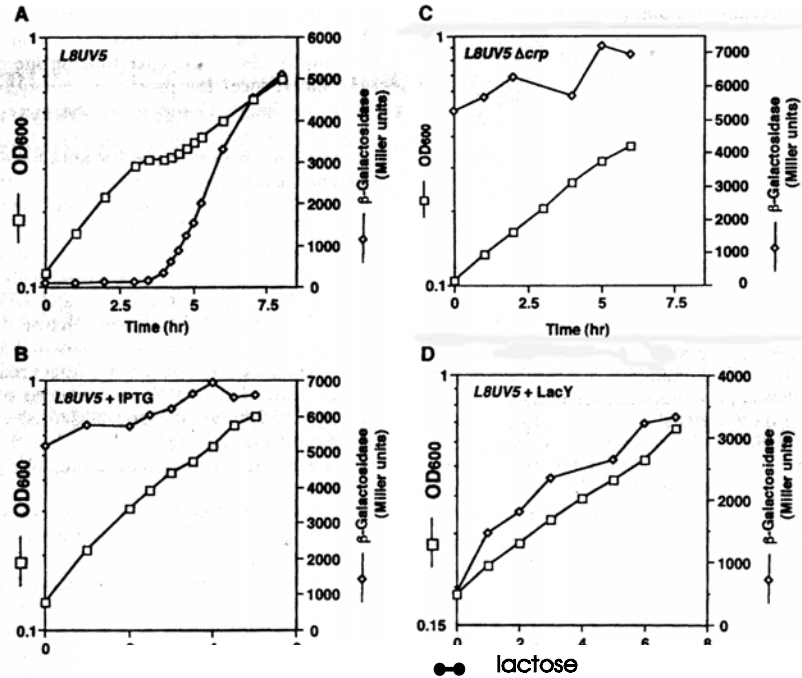 A
L8UV5
1
0.1
OD600
6000
5000
4000
3000
2000
1000
0
β-Galactosidase
(Miller units)
0
2.5
5
7.5
Time (hr)
B
L8UV5 + IPTG
1
0.1
OD600
7000
6000
5000
4000
3000
2000
1000
0
β-Galactosidase
(Miller units)
0
C
L8UV5 Δcrp
1
0.1
OD600
7000
6000
5000
4000
3000
2000
1000
0
β-Galactosidase
(Miller units)
0
2.5
5
7.5
Time (hr)
D
L8UV5 + LacY
1
0.15
OD600
4000
3000
2000
1000
0
β-Galactosidase
(Miller units)
0
2
4
6
8
lactose